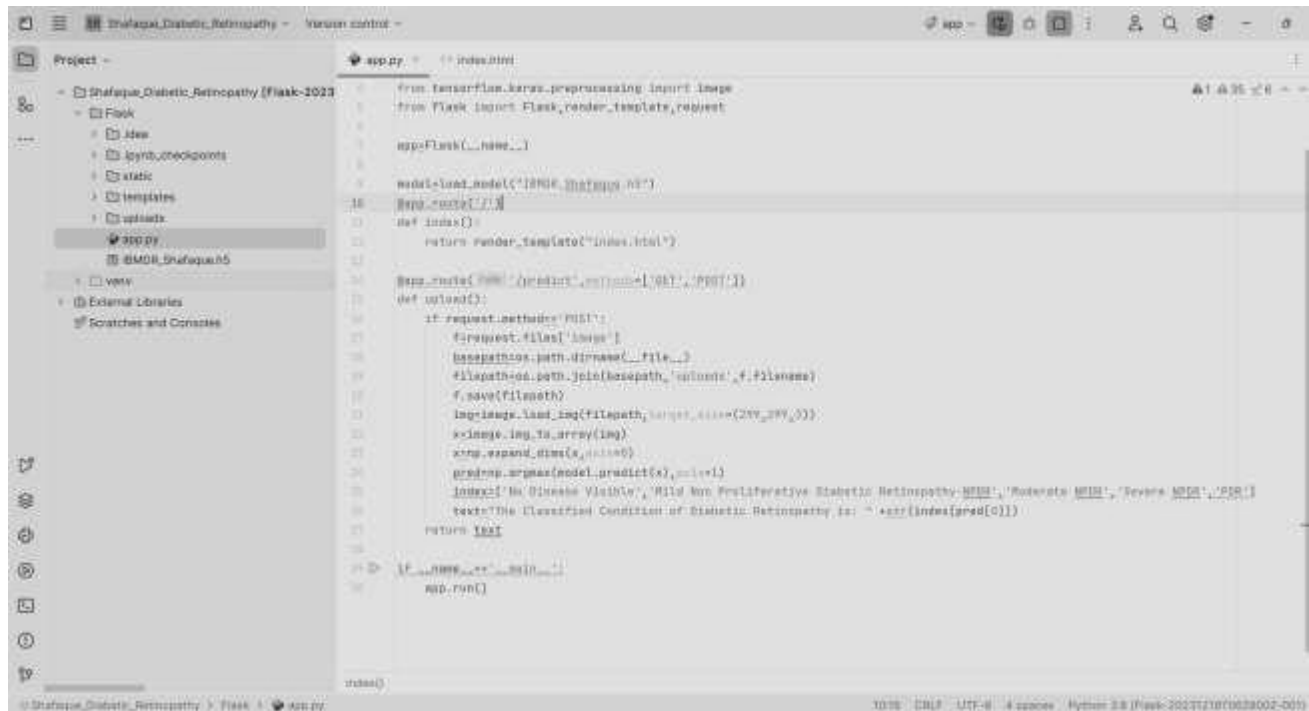 Shafaque_Diabetic_Retinopathy
Version control
app
Project
app.py
index.html
Shafaque_Diabetic_Retinopathy [Flask-2023
Flask
.idea
.ipynb_checkpoints
static
templates
uploads
app.py
IBMDR_Shafaque.h5
venv
External Libraries
Scratches and Consoles
from tensorflow.keras.preprocessing import image
from flask import Flask,render_template,request
app=Flask(__name__)
model=load_model("IBMDR_Shafaque.h5")
10 @app.route('/')
def index():
return render_template("index.html")
@app.route( '/predict',methods=['GET','POST'])
def upload():
if request.method=='POST':
f=request.files['image']
basepath=os.path.dirname(__file__)
filepath=os.path.join(basepath,'uploads',f.filename)
f.save(filepath)
img=image.load_img(filepath,target_size=(299,299,3))
x=image.img_to_array(img)
x=np.expand_dims(x,axis=0)
pred=np.argmax(model.predict(x),axis=1)
index=['No Disease Visible','Mild Non Proliferative Diabetic Retinopathy-NPDR','Moderate NPDR','Severe NPDR','PDR']
text="The Classified Condition of Diabetic Retinopathy is: " +str(index[pred[0]])
return text
if __name__=='__main__':
app.run()
index()
Shafaque_Diabetic_Retinopathy > Flask > app.py
CRLF UTF-8 4 spaces